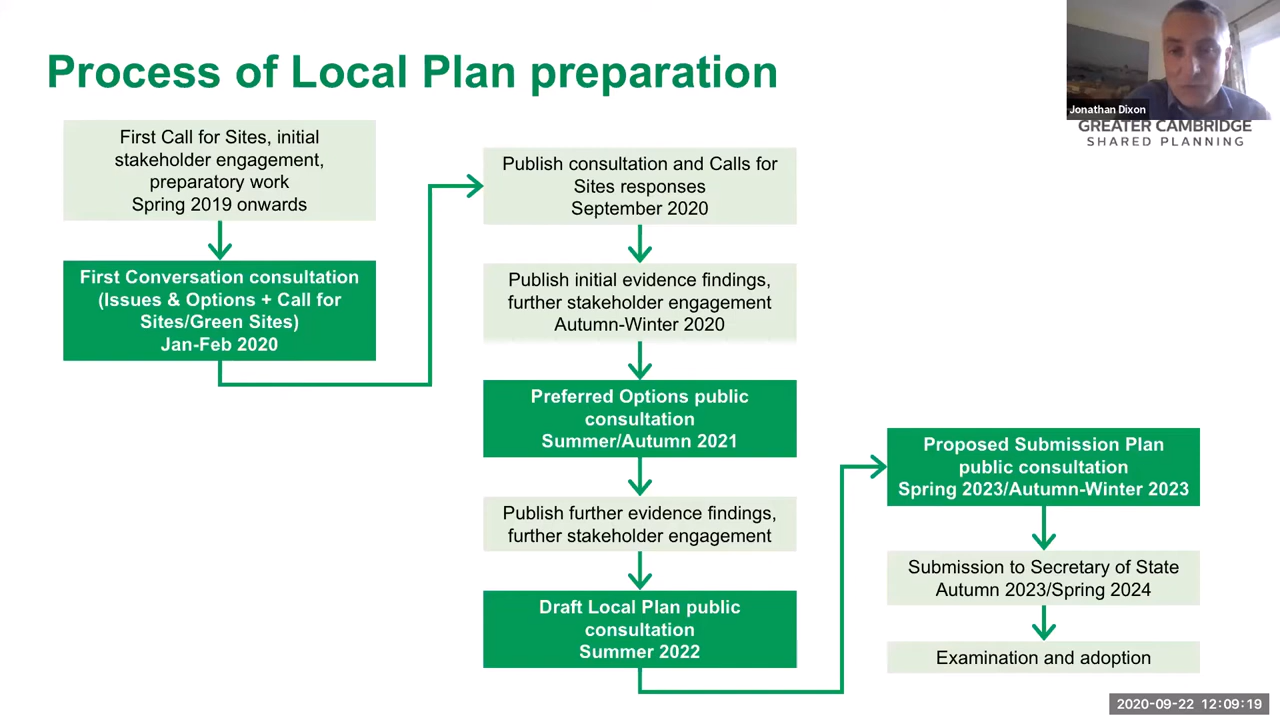 Process of Local Plan preparation
Jonathan Dixon
GREATER CAMBRIDGE
SHARED PLANNING
First Call for Sites, initial
stakeholder engagement,
preparatory work
Spring 2019 onwards
First Conversation consultation
(Issues & Options + Call for
Sites/Green Sites)
Jan-Feb 2020
Publish consultation and Calls for
Sites responses
September 2020
Publish initial evidence findings,
further stakeholder engagement
Autumn-Winter 2020
Preferred Options public
consultation
Summer/Autumn 2021
Publish further evidence findings,
further stakeholder engagement
Draft Local Plan public
consultation
Summer 2022
Proposed Submission Plan
public consultation
Spring 2023/Autumn-Winter 2023
Submission to Secretary of State
Autumn 2023/Spring 2024
Examination and adoption
2020-09-22 12:09:19